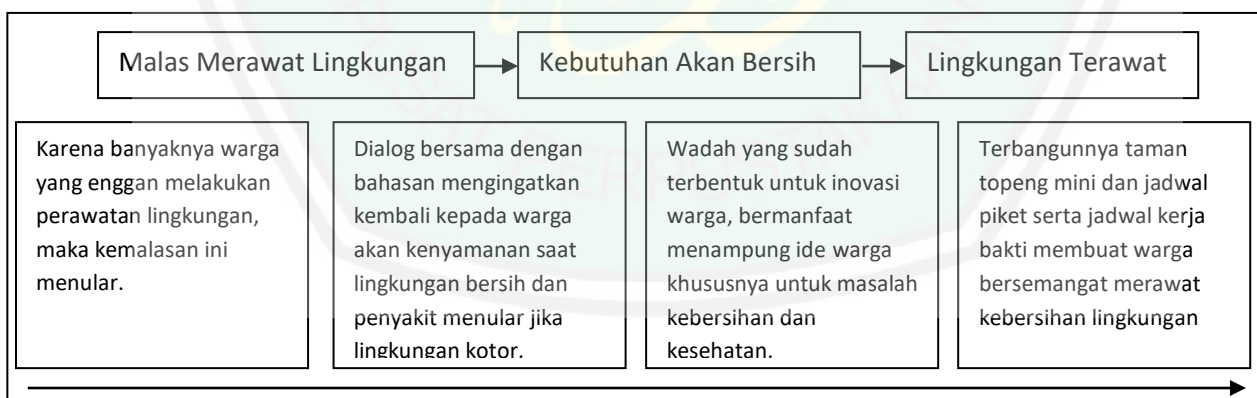 Malas Merawat Lingkungan
Kebutuhan Akan Bersih
Lingkungan Terawat
Karena banyaknya warga
yang enggan melakukan
perawatan lingkungan,
maka kemalasan ini
menular.
Dialog bersama dengan
bahasan mengingatkan
kembali kepada warga
akan kenyamanan saat
lingkungan bersih dan
penyakit menular jika
lingkungan kotor.
Wadah yang sudah
terbentuk untuk inovasi
warga, bermanfaat
menampung ide warga
khususnya untuk masalah
kebersihan dan
kesehatan.
Terbangunnya taman
topeng mini dan jadwal
piket serta jadwal kerja
bakti membuat warga
bersemangat merawat
kebersihan lingkungan